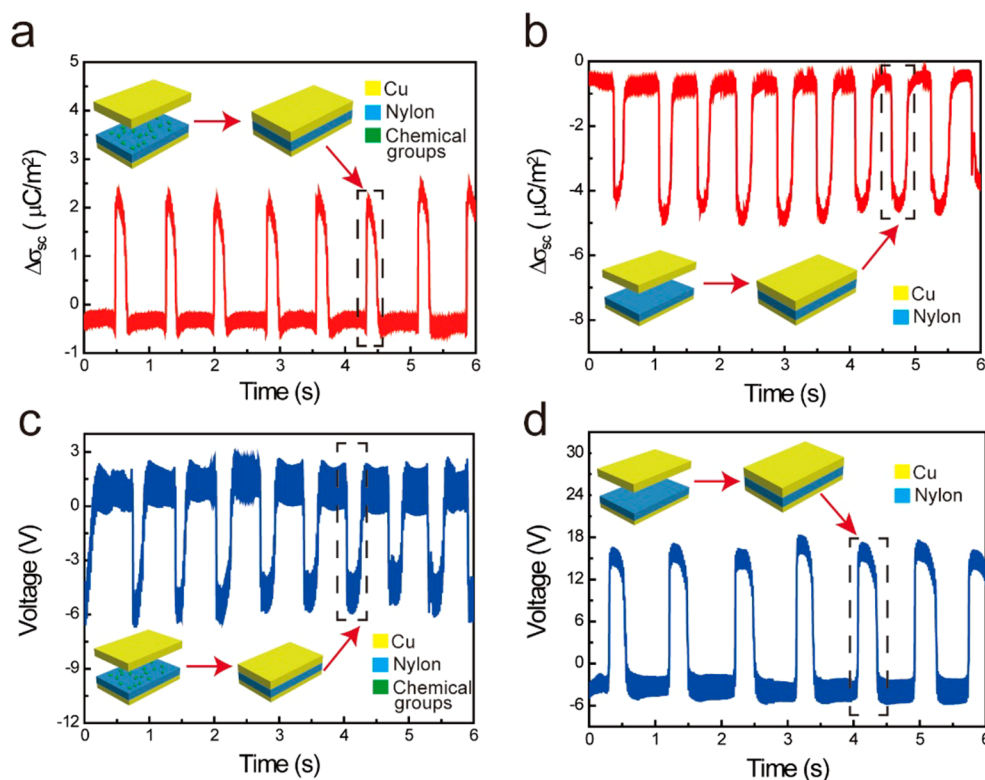 a
5
4
3
2
1
0
-1
Δσsc ( μC/m²)
Cu
Nylon
Chemical
groups
0 1 2 3 4 5 6
Time (s)
b
0
-2
-4
-6
-8
Δσsc ( μC/m²)
Cu
Nylon
0 1 2 3 4 5 6
Time (s)
c
3
0
-3
-6
-9
-12
Voltage (V)
Cu
Nylon
Chemical
groups
0 1 2 3 4 5 6
Time (s)
d
30
24
18
12
6
0
-6
Voltage (V)
Cu
Nylon
0 1 2 3 4 5 6
Time (s)